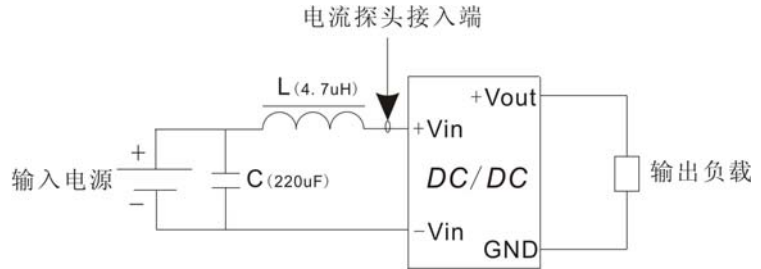 电流探头接入端
L(4.7uH)
+Vout
+Vin
+
输入电源
C(220uF)
DC/DC
输出负载
−
−Vin
GND